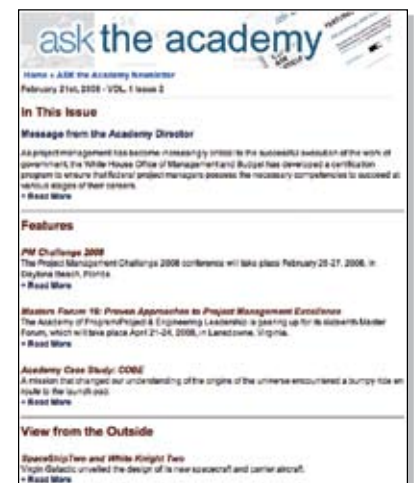 ask the academy
Home » ASK the Academy Newsletter
February 21st, 2008 - VOL. 1 Issue 2
In This Issue
Message from the Academy Director
As project management has become increasingly critical to the successful execution of the work of
government, the White House Office of Management and Budget has developed a certification
program to ensure that federal project managers possess the necessary competencies to succeed at
various stages of their careers.
» Read More
Features
PM Challenge 2008
The Project Management Challenge 2008 conference will take place February 26-27, 2008, in
Daytona Beach, Florida.
» Read More
Masters Forum 16: Proven Approaches to Project Management Excellence
The Academy of Program/Project & Engineering Leadership is gearing up for its sixteenth Master
Forum, which will take place April 21-24, 2008, in Lansdowne, Virginia.
» Read More
Academy Case Study: COBE
A mission that changed our understanding of the origins of the universe encountered a bumpy ride en
route to the launch pad.
» Read More
View from the Outside
SpaceShipTwo and White Knight Two
Virgin Galactic unveiled the design of its new spacecraft and carrier aircraft.
» Read More